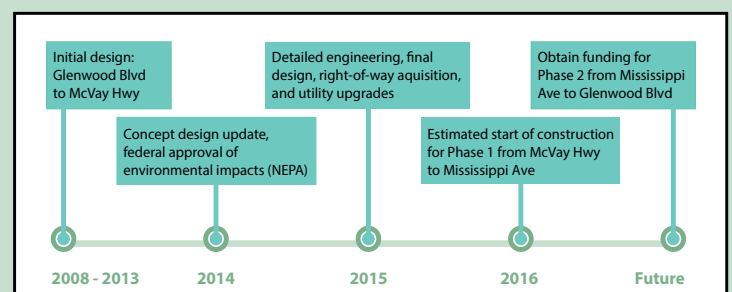 Initial design:
Glenwood Blvd
to McVay Hwy
Concept design update,
federal approval of
environmental impacts (NEPA)
Detailed engineering, final
design, right-of-way aquisition,
and utility upgrades
Estimated start of construction
for Phase 1 from McVay Hwy
to Mississippi Ave
Obtain funding for
Phase 2 from Mississippi
Ave to Glenwood Blvd
2008 - 2013
2014
2015
2016
Future